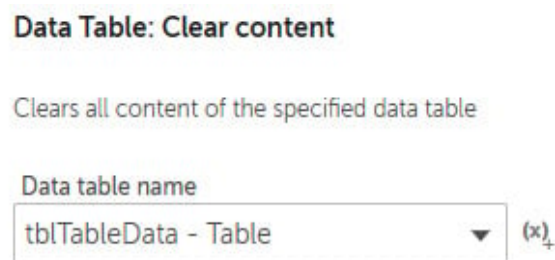 Data Table: Clear content
Clears all content of the specified data table
Data table name
tblTableData - Table
(x)+